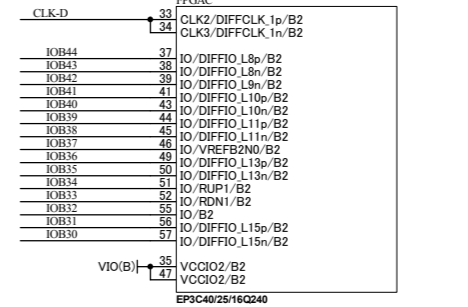 FPGAC
CLK-D 33 CLK2/DIFFCLK_1p/B2
34 CLK3/DIFFCLK_1n/B2
IOB44 37 IO/DIFFIO_L8p/B2
IOB43 38 IO/DIFFIO_L8n/B2
IOB42 39 IO/DIFFIO_L9n/B2
IOB41 41 IO/DIFFIO_L10p/B2
IOB40 43 IO/DIFFIO_L10n/B2
IOB39 44 IO/DIFFIO_L11p/B2
IOB38 45 IO/DIFFIO_L11n/B2
IOB37 46 IO/VREFB2N0/B2
IOB36 49 IO/DIFFIO_L13p/B2
IOB35 50 IO/DIFFIO_L13n/B2
IOB34 51 IO/RUP1/B2
IOB33 52 IO/RDN1/B2
IOB32 55 IO/B2
IOB31 56 IO/DIFFIO_L15p/B2
IOB30 57 IO/DIFFIO_L15n/B2
VIO(B) 35 VCCIO2/B2
47 VCCIO2/B2
EP3C40/25/16Q240